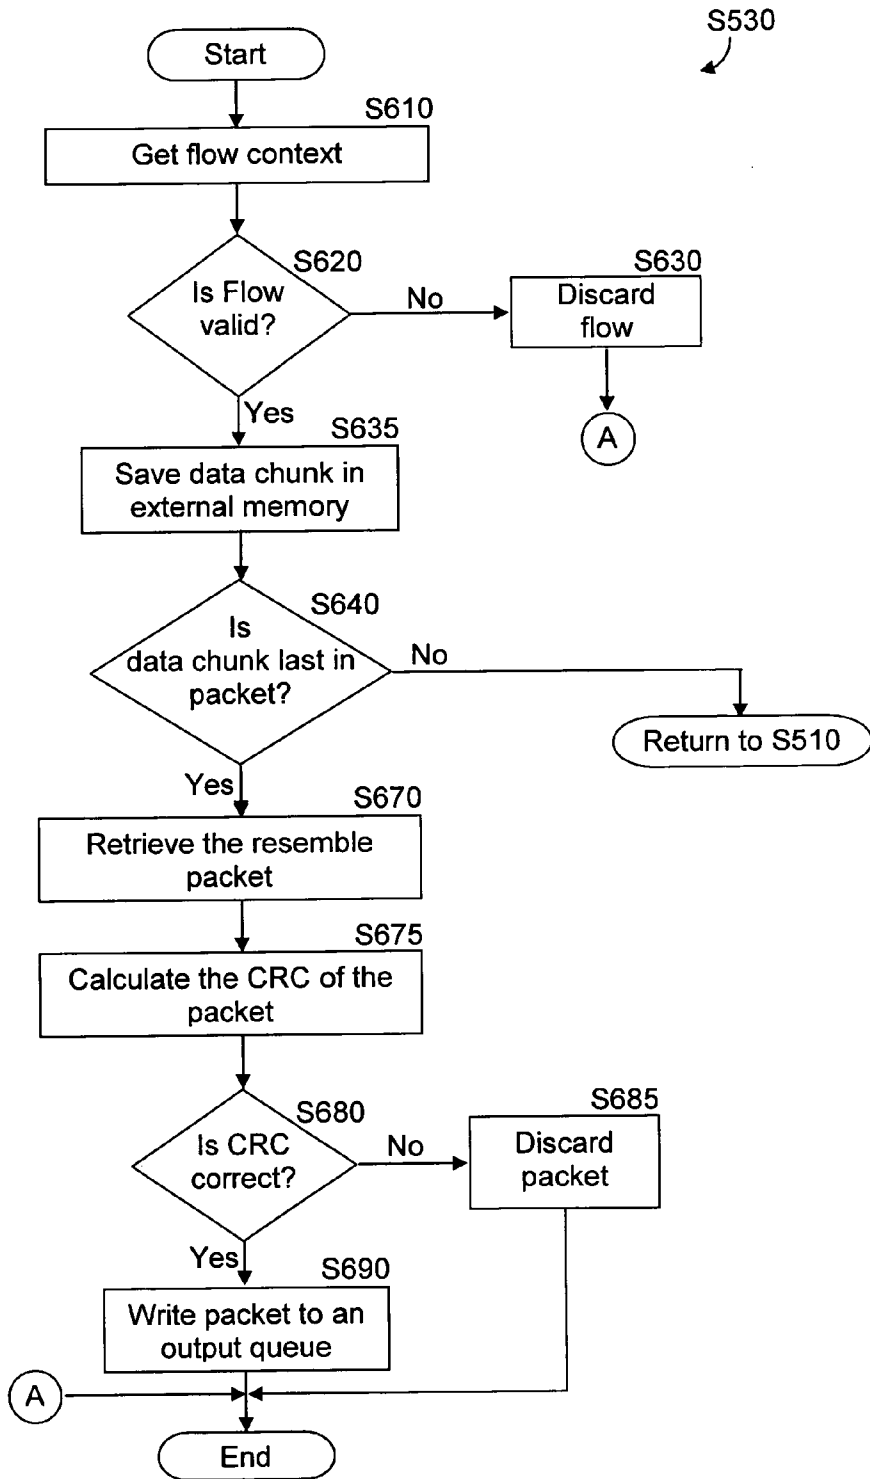 S530
Start
S610
Get flow context
S620
Is Flow
valid?
No
S630
Discard
flow
A
Yes
S635
Save data chunk in
external memory
S640
Is
data chunk last in
packet?
No
Return to S510
Yes
S670
Retrieve the resemble
packet
S675
Calculate the CRC of the
packet
S680
Is CRC
correct?
No
S685
Discard
packet
Yes
S690
Write packet to an
output queue
A
End